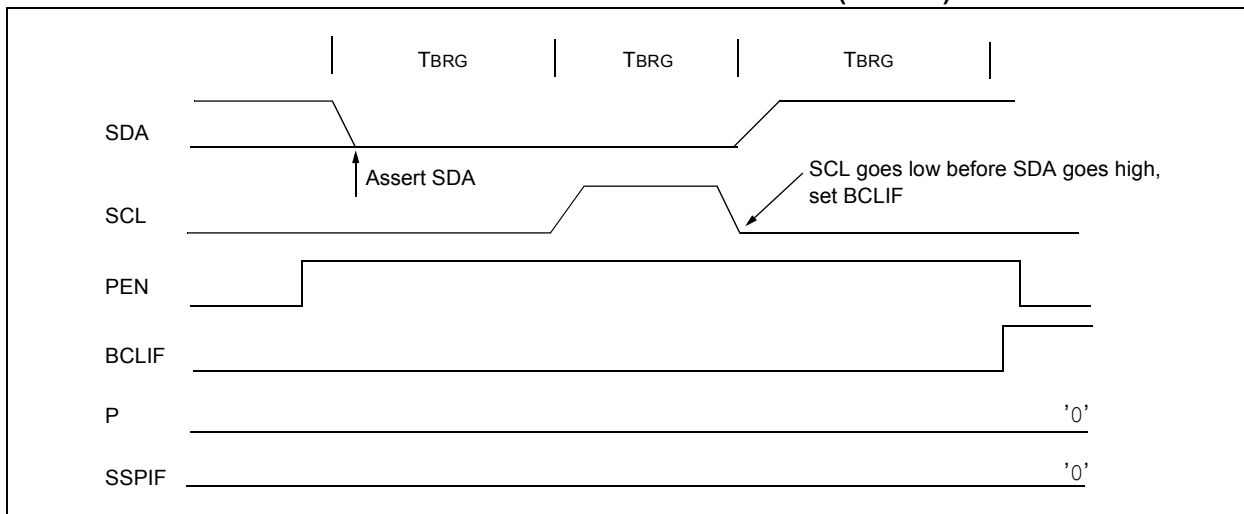 TBRG TBRG TBRG
SDA
Assert SDA
SCL goes low before SDA goes high,
set BCLIF
SCL
PEN
BCLIF
P '0'
SSPIF '0'